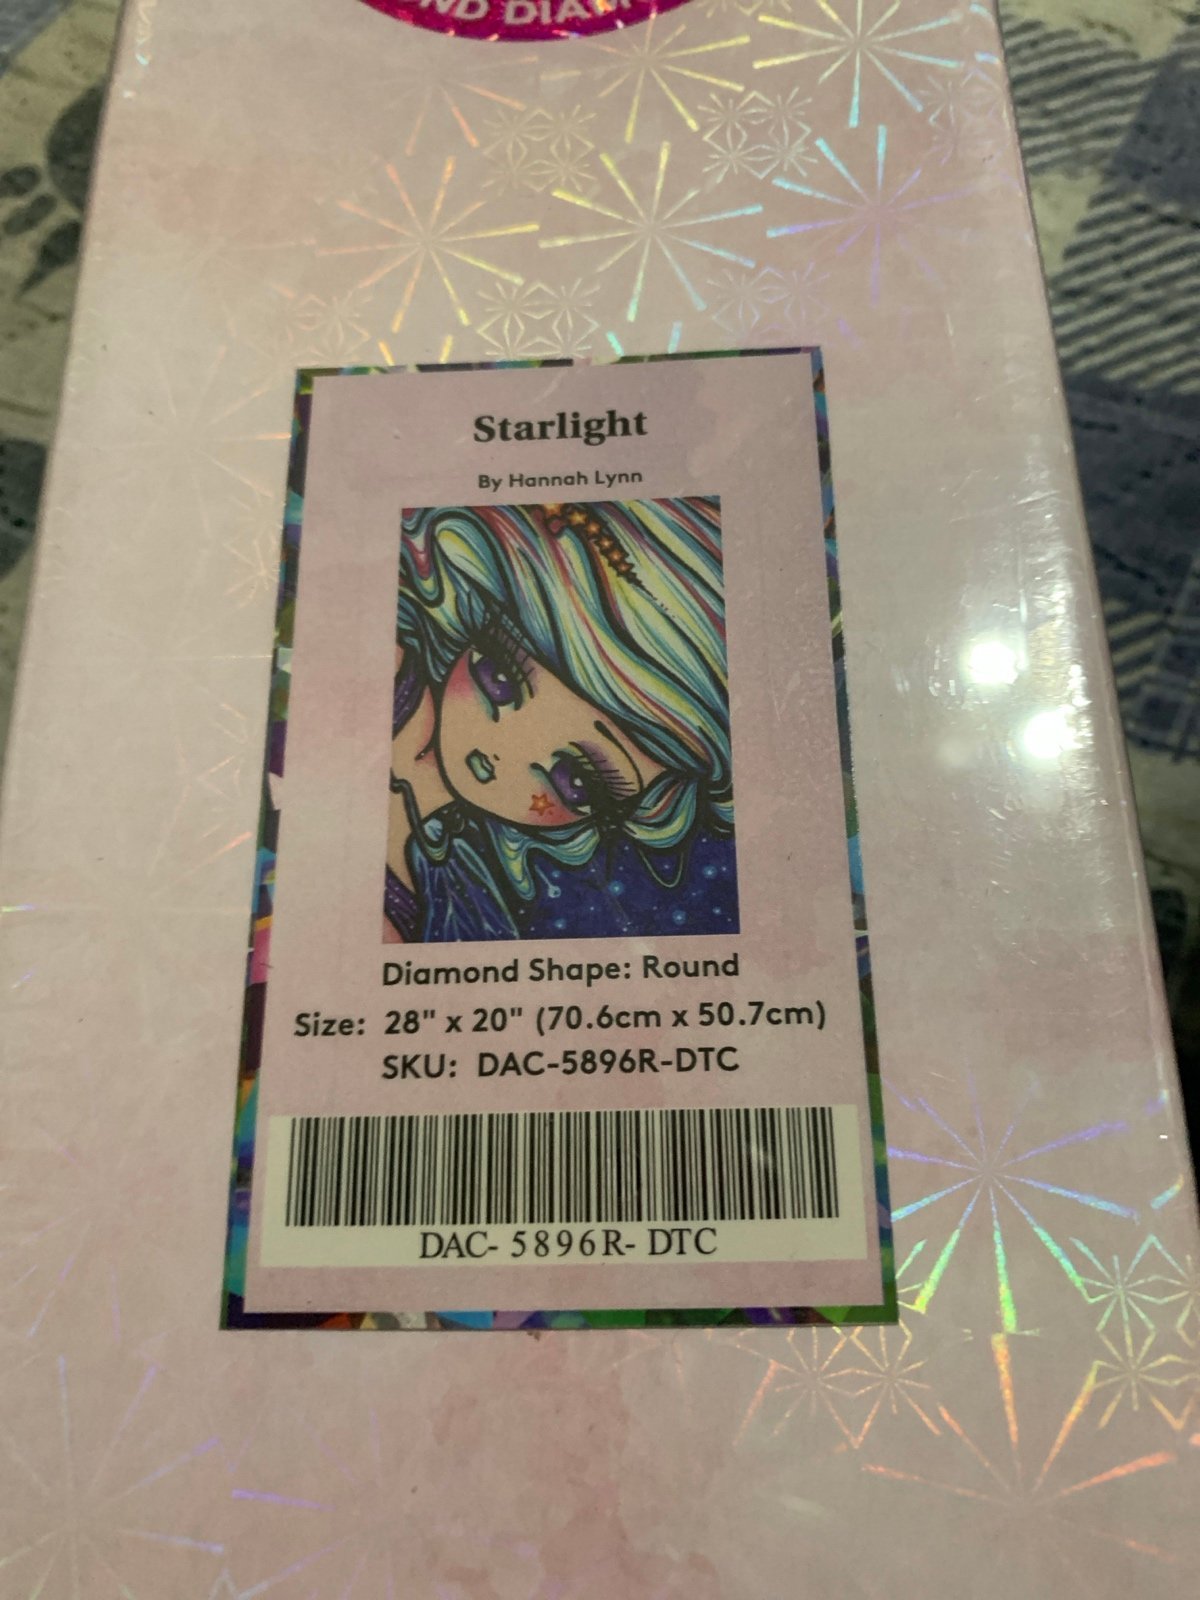 Starlight
By Hannah Lynn
Diamond Shape: Round
Size: 28" x 20" (70.6cm x 50.7cm)
SKU: DAC-5896R-DTC
DAC- 5896R- DTC